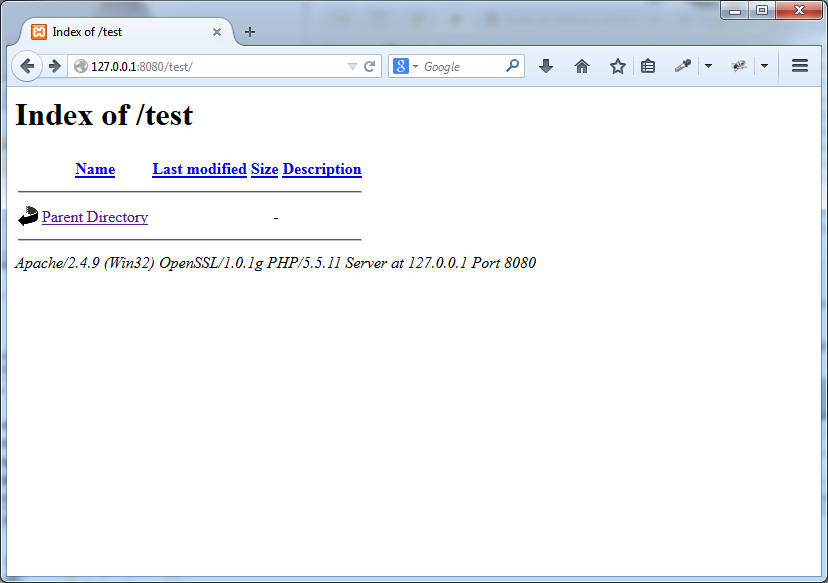 Index of /test
127.0.0.1:8080/test/
Google
Index of /test
Name Last modified Size Description
Parent Directory -
Apache/2.4.9 (Win32) OpenSSL/1.0.1g PHP/5.5.11 Server at 127.0.0.1 Port 8080